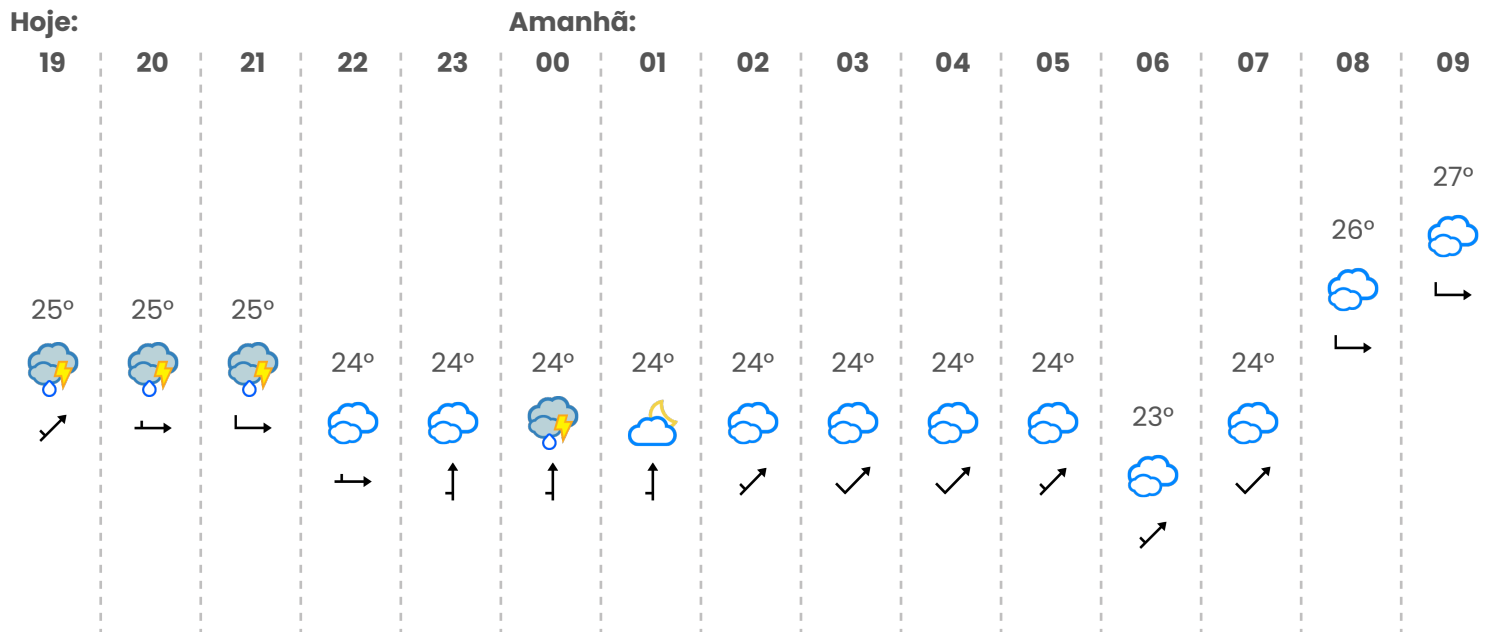 Hoje: Amanhã:
19 20 21 22 23 00 01 02 03 04 05 06 07 08 09
27º
26º
25º 25º 25º
24º 24º 24º 24º 24º 24º 24º 24º 24º
23º